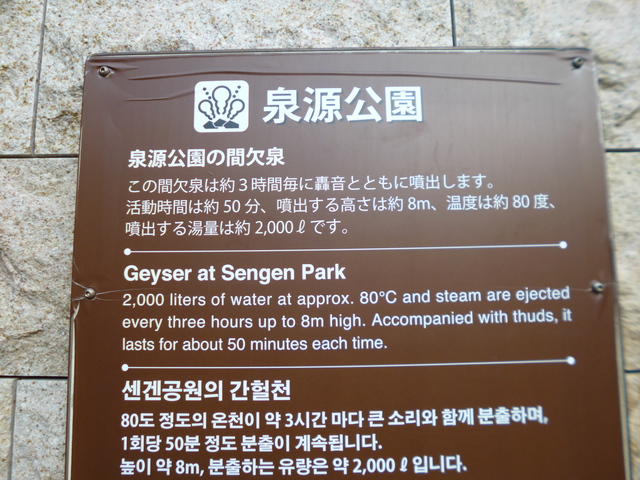 泉源公園
泉源公園の間欠泉
この間欠泉は約3時間毎に轟音とともに噴出します。
活動時間は約50分、噴出する高さは約8m、温度は約80度、
噴出する湯量は約2,000ℓです。
Geyser at Sengen Park
2,000 liters of water at approx. 80°C and steam are ejected
every three hours up to 8m high. Accompanied with thuds, it
lasts for about 50 minutes each time.
센겐공원의 간헐천
80도 정도의 온천이 약 3시간 마다 큰 소리와 함께 분출하며,
1회당 50분 정도 분출이 계속됩니다.
높이 약 8m, 분출하는 유량은 약 2,000 ℓ 입니다.